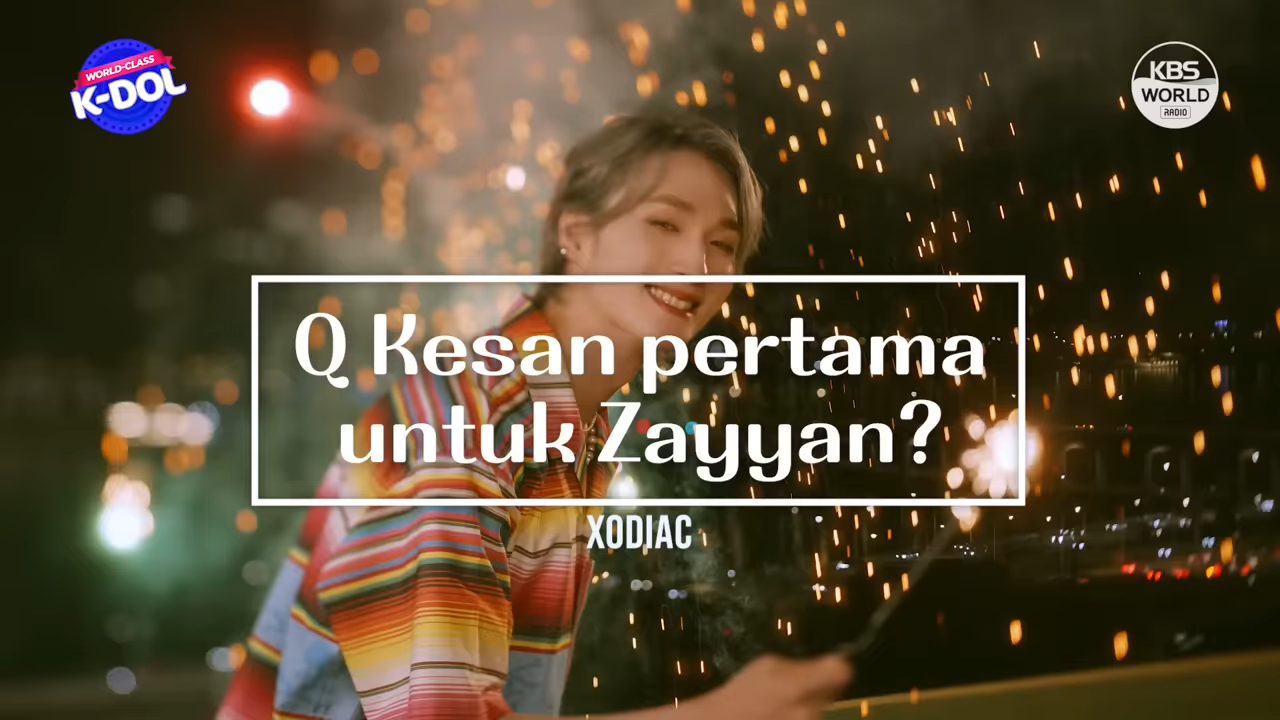 WORLD-CLASS
K-DOL
KBS
WORLD
RADIO
Q Kesan pertama
untuk Zayyan?
XODIAC